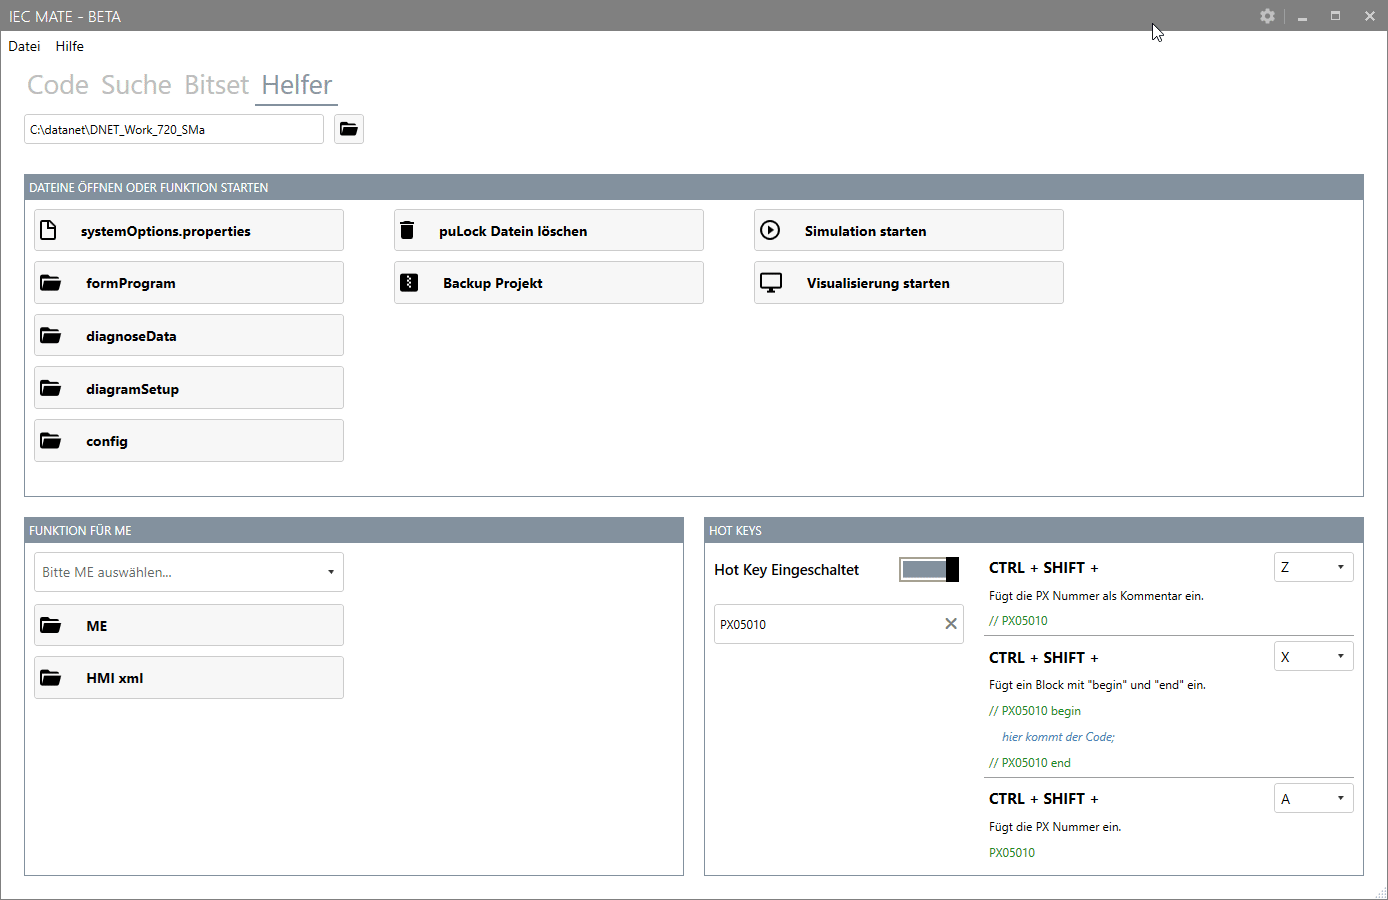 IEC MATE - BETA
Datei Hilfe
Code Suche Bitset Helfer
C:\datanet\DNET_Work_720_SMa
DATEINE ÖFFNEN ODER FUNKTION STARTEN
systemOptions.properties
puLock Datein löschen
Simulation starten
formProgram
Backup Projekt
Visualisierung starten
diagnoseData
diagramSetup
config
FUNKTION FÜR ME
Bitte ME auswählen...
ME
HMI xml
HOT KEYS
Hot Key Eingeschaltet
PX05010
CTRL + SHIFT + Z
Fügt die PX Nummer als Kommentar ein.
// PX05010
CTRL + SHIFT + X
Fügt ein Block mit "begin" und "end" ein.
// PX05010 begin
hier kommt der Code;
// PX05010 end
CTRL + SHIFT + A
Fügt die PX Nummer ein.
PX05010